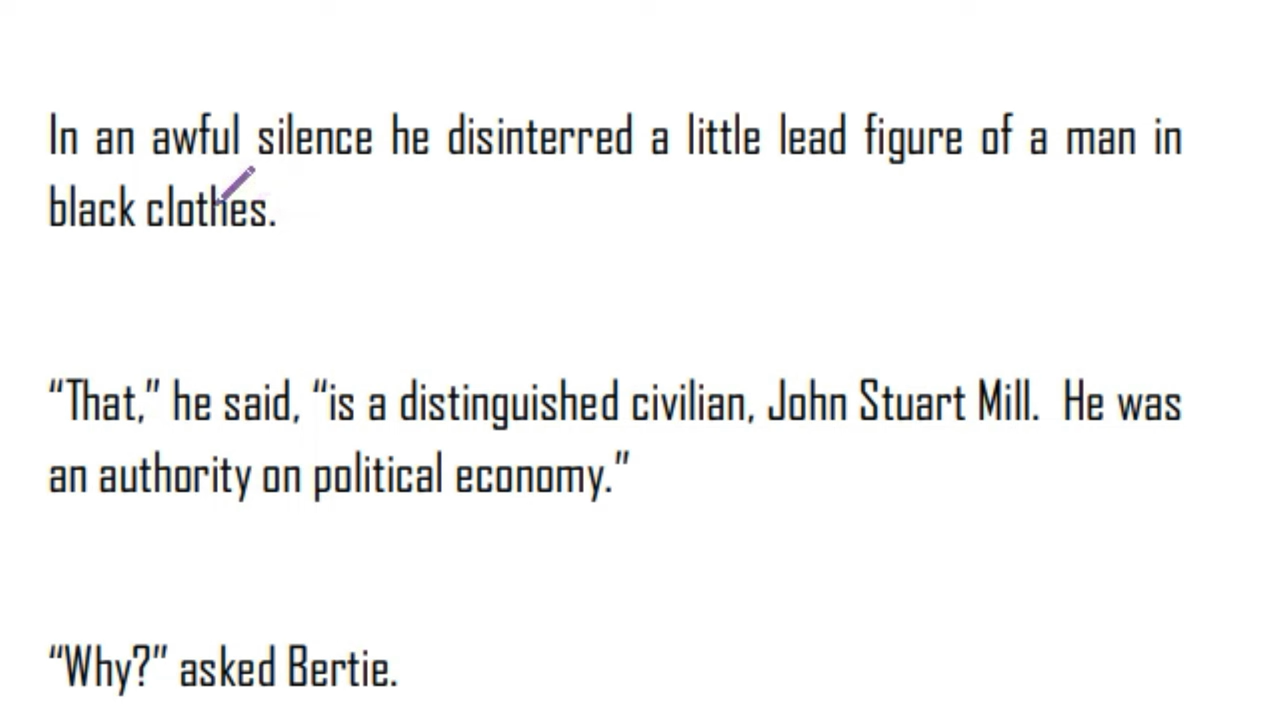 In an awful silence he disinterred a little lead figure of a man in
black clothes.
“That,” he said, “is a distinguished civilian, John Stuart Mill.  He was
an authority on political economy.”
“Why?” asked Bertie.